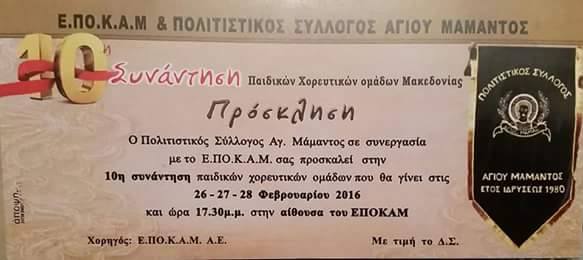 Ε.ΠΟ.Κ.Α.Μ & ΠΟΛΙΤΙΣΤΙΚΟΣ ΣΥΛΛΟΓΟΣ ΑΓΙΟΥ ΜΑΜΑΝΤΟΣ
10η Συνάντηση Παιδικών Χορευτικών ομάδων Μακεδονίας
Πρόσκληση
Ο Πολιτιστικός Σύλλογος Αγ. Μάμαντος σε συνεργασία
με το Ε.ΠΟ.Κ.Α.Μ. σας προσκαλεί στην
10η συνάντηση παιδικών χορευτικών ομάδων που θα γίνει στις
26-27-28 Φεβρουαρίου 2016
και ώρα 17.30μ.μ. στην αίθουσα του ΕΠΟΚΑΜ
Χορηγός: Ε.ΠΟ.Κ.Α.Μ. Α.Ε.
Με τιμή το Δ.Σ.
ΠΟΛΙΤΙΣΤΙΚΟΣ ΣΥΛΛΟΓΟΣ
ΑΓΙΟΥ ΜΑΜΑΝΤΟΣ
ΕΤΟΣ ΙΔΡΥΣΕΩΣ 1980
άποψη